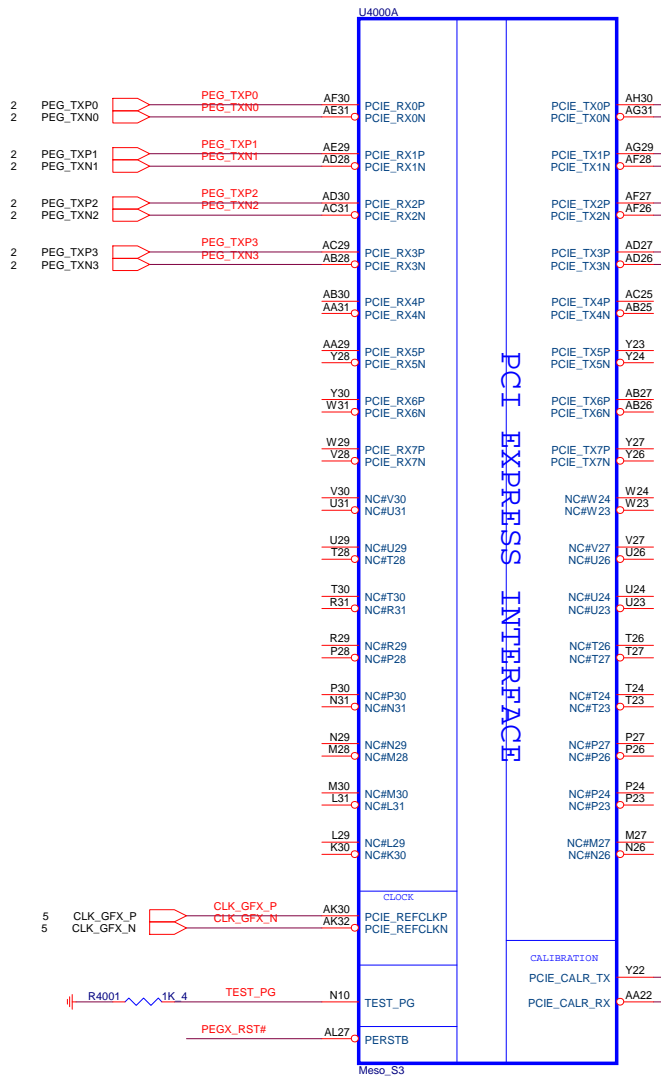 U4000A
2 PEG_TXP0 PEG_TXP0 AF30 PCIE_RX0P PCIE_TX0P AH30
2 PEG_TXN0 PEG_TXN0 AE31 PCIE_RX0N PCIE_TX0N AG31
2 PEG_TXP1 PEG_TXP1 AE29 PCIE_RX1P PCIE_TX1P AG29
2 PEG_TXN1 PEG_TXN1 AD28 PCIE_RX1N PCIE_TX1N AF28
2 PEG_TXP2 PEG_TXP2 AD30 PCIE_RX2P PCIE_TX2P AF27
2 PEG_TXN2 PEG_TXN2 AC31 PCIE_RX2N PCIE_TX2N AF26
2 PEG_TXP3 PEG_TXP3 AC29 PCIE_RX3P PCIE_TX3P AD27
2 PEG_TXN3 PEG_TXN3 AB28 PCIE_RX3N PCIE_TX3N AD26
AB30 PCIE_RX4P PCIE_TX4P AC25
AA31 PCIE_RX4N PCIE_TX4N AB25
AA29 PCIE_RX5P PCIE_TX5P Y23
Y28 PCIE_RX5N PCIE_TX5N Y24
Y30 PCIE_RX6P PCIE_TX6P AB27
W31 PCIE_RX6N PCIE_TX6N AB26
W29 PCIE_RX7P PCIE_TX7P Y27
V28 PCIE_RX7N PCIE_TX7N Y26
PCI EXPRESS INTERFACE
V30 NC#V30 NC#W24 W24
U31 NC#U31 NC#W23 W23
U29 NC#U29 NC#V27 V27
T28 NC#T28 NC#U26 U26
T30 NC#T30 NC#U24 U24
R31 NC#R31 NC#U23 U23
R29 NC#R29 NC#T26 T26
P28 NC#P28 NC#T27 T27
P30 NC#P30 NC#T24 T24
N31 NC#N31 NC#T23 T23
N29 NC#N29 NC#P27 P27
M28 NC#M28 NC#P26 P26
M30 NC#M30 NC#P24 P24
L31 NC#L31 NC#P23 P23
L29 NC#L29 NC#M27 M27
K30 NC#K30 NC#N26 N26
CLOCK
5 CLK_GFX_P CLK_GFX_P AK30 PCIE_REFCLKP
5 CLK_GFX_N CLK_GFX_N AK32 PCIE_REFCLKN
CALIBRATION
PCIE_CALR_TX Y22
R4001 1K_4 TEST_PG N10 TEST_PG PCIE_CALR_RX AA22
PEGX_RST# AL27 PERSTB
Meso_S3